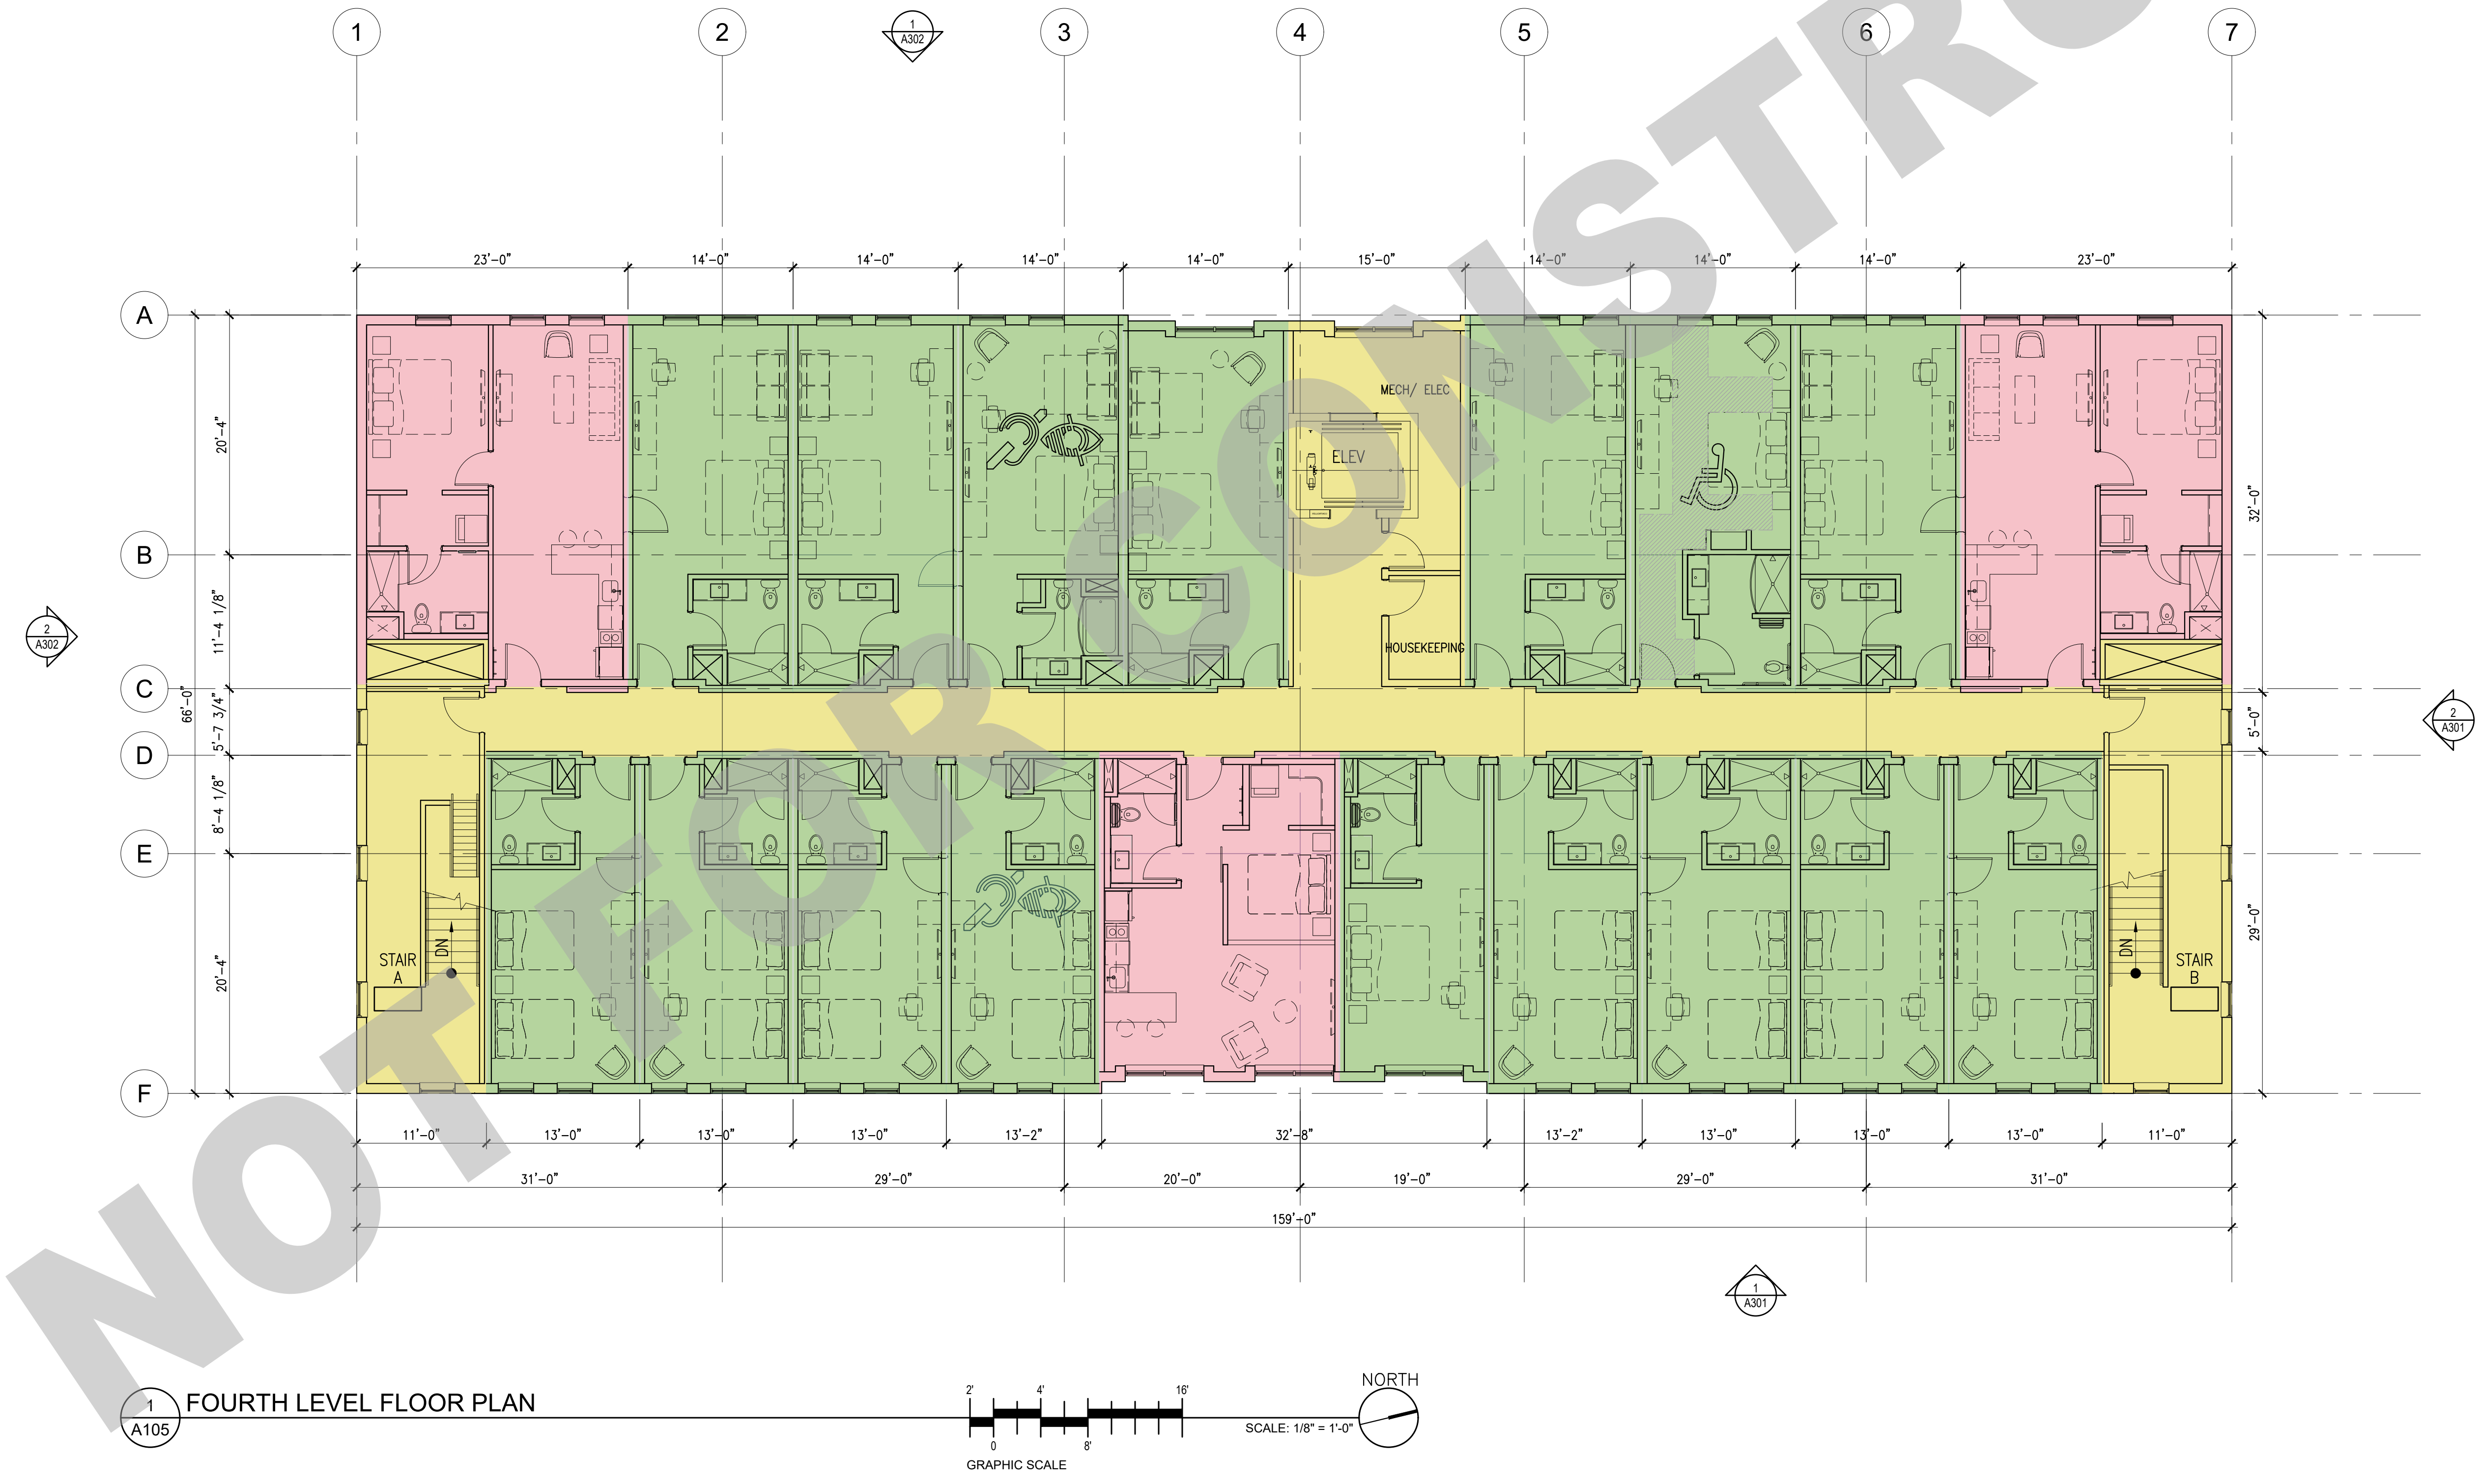 1 2 3 4 5 6 7
1
A302
23'-0" 14'-0" 14'-0" 14'-0" 14'-0" 15'-0" 14'-0" 14'-0" 14'-0" 23'-0"
A
B
C
D
E
F
20'-4"
11'-4 1/8"
5'-7 3/4"
8'-4 1/8"
20'-4"
66'-0"
2
A302
MECH/ ELEC
ELEV
HOUSEKEEPING
32'-0"
5'-0"
29'-0"
2
A301
STAIR
A
DN
DN
STAIR
B
11'-0" 13'-0" 13'-0" 13'-0" 13'-2" 32'-8" 13'-2" 13'-0" 13'-0" 13'-0" 11'-0"
31'-0" 29'-0" 20'-0" 19'-0" 29'-0" 31'-0"
159'-0"
1
A301
1
A105
FOURTH LEVEL FLOOR PLAN
2' 4' 16'
0 8'
GRAPHIC SCALE
SCALE: 1/8" = 1'-0"
NORTH
NOT FOR CONSTRU